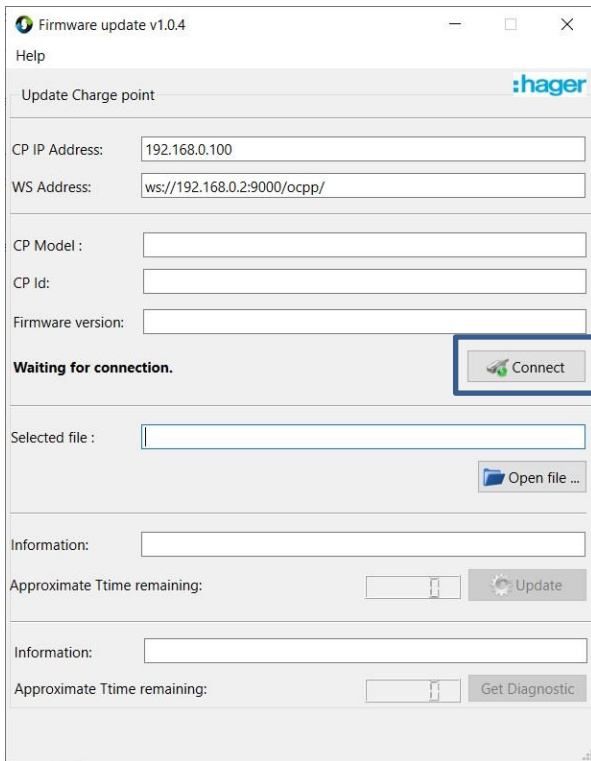 Firmware update v1.0.4
Help
:hager
Update Charge point
CP IP Address: 192.168.0.100
WS Address: ws://192.168.0.2:9000/ocpp/
CP Model :
CP Id:
Firmware version:
Waiting for connection. Connect
Selected file :
Open file ...
Information:
Approximate Ttime remaining: 0 Update
Information:
Approximate Ttime remaining: 0 Get Diagnostic